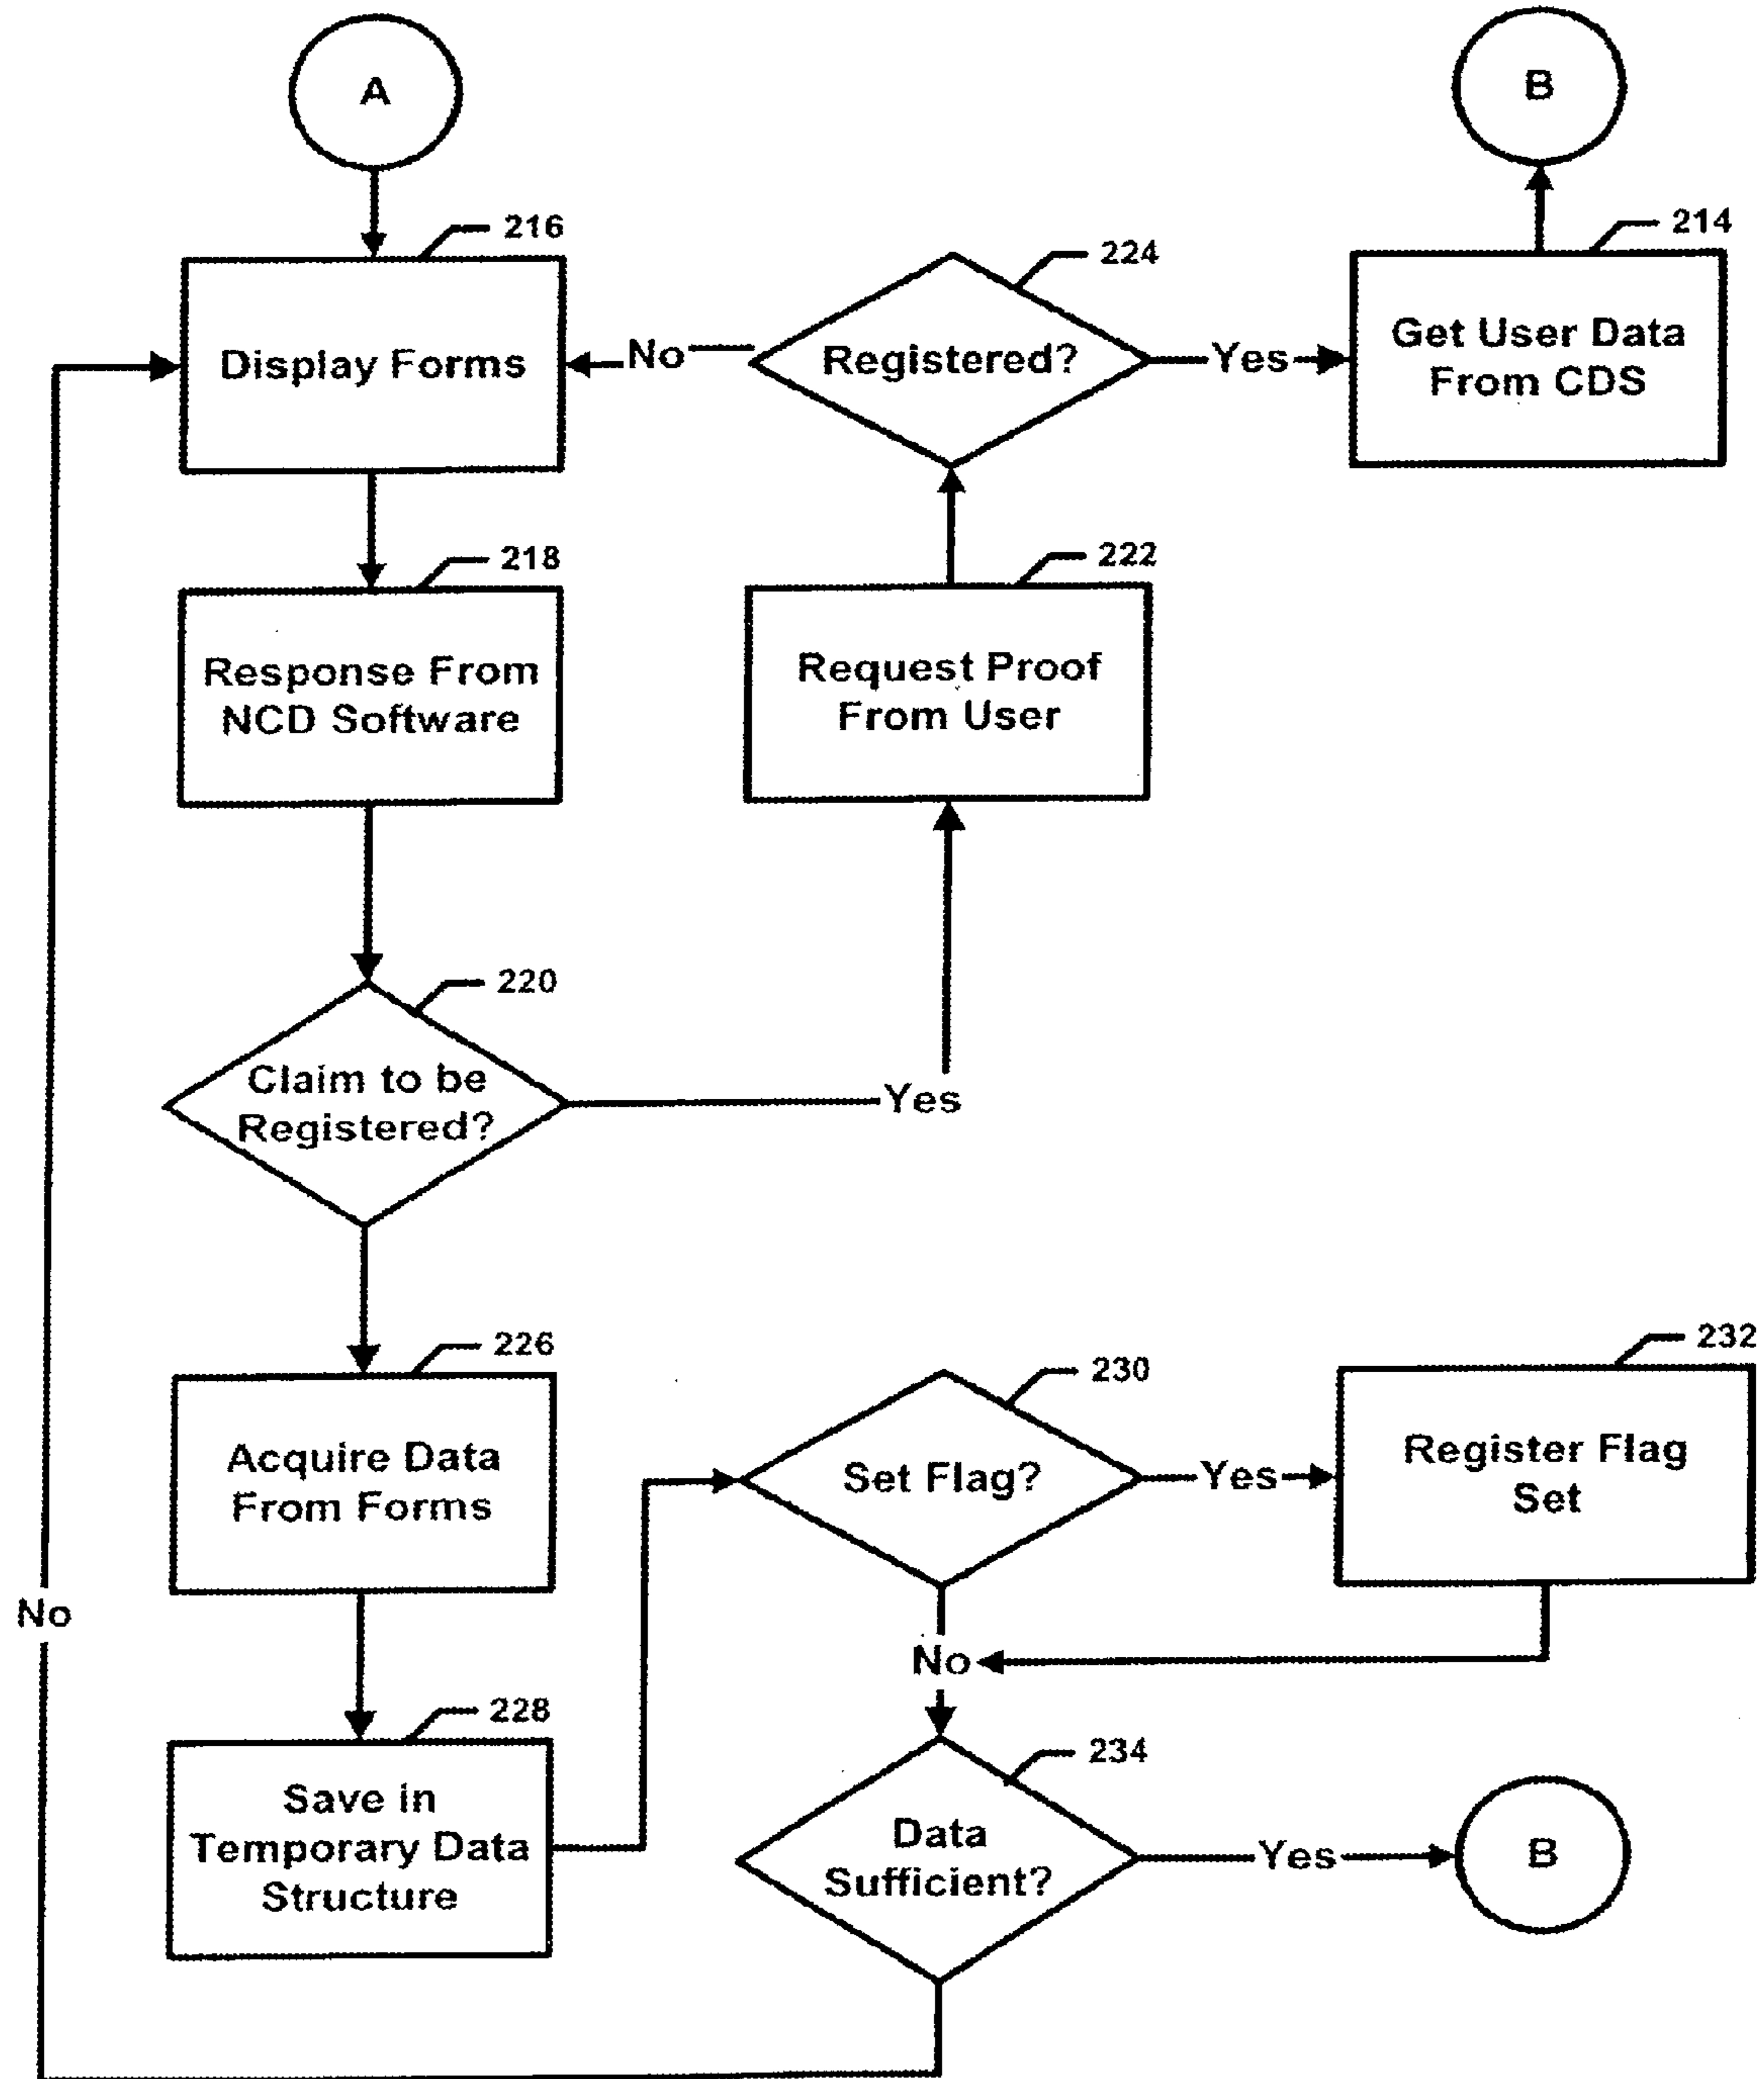 A
B
216
224
214
Display Forms
No
Registered?
Yes
Get User Data
From CDS
218
222
Response From
NCD Software
Request Proof
From User
220
Claim to be
Registered?
Yes
226
230
232
Acquire Data
From Forms
Set Flag?
Yes
Register Flag
Set
No
No
228
234
Save in
Temporary Data
Structure
Data
Sufficient?
Yes
B